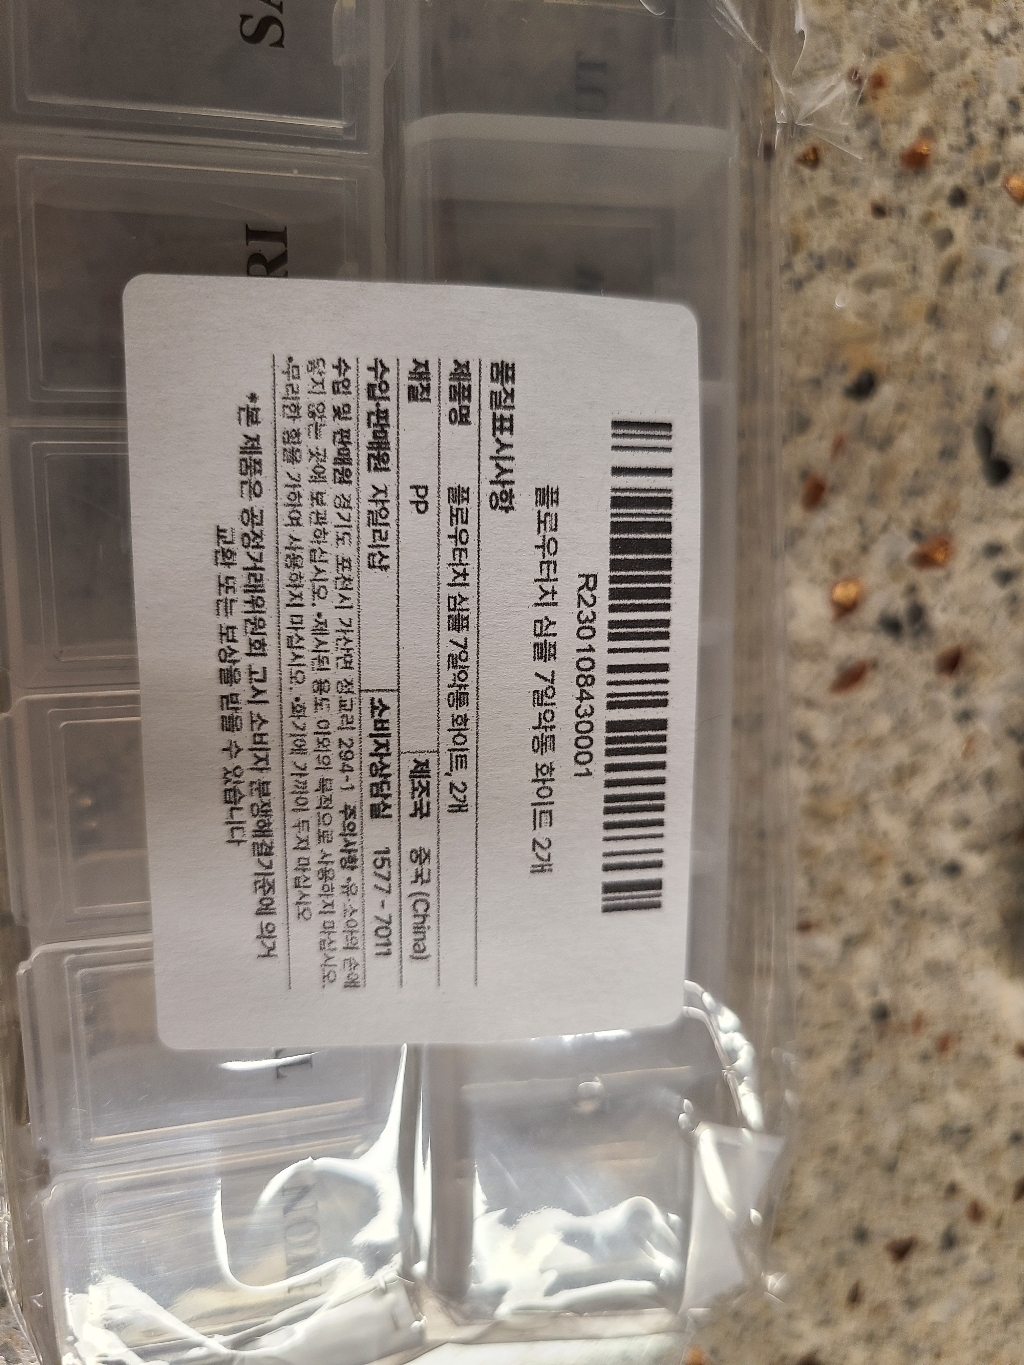 R230108430001
플로우터치 심플 7일약통 화이트 2개
품질표시사항
제품명 플로우터치 심플 7일약통 화이트, 2개
재질 PP 제조국 중국 (China)
수입·판매원 자일리상 소비자상담실 1577 - 7011
수입 및 판매원 경기도 포천시 가산면 정교리 294-1 주의사항 •유·소아의 손에
닿지 않는 곳에 보관하십시오. •제시된 용도 이외의 목적으로 사용하지 마십시오.
•무리한 힘을 가하여 사용하지 마십시오. •화기에 가까이 두지 마십시오
*본 제품은 공정거래위원회 고시 소비자 분쟁해결기준에 의거
교환 또는 보상을 받을 수 있습니다
SA
RI
MON